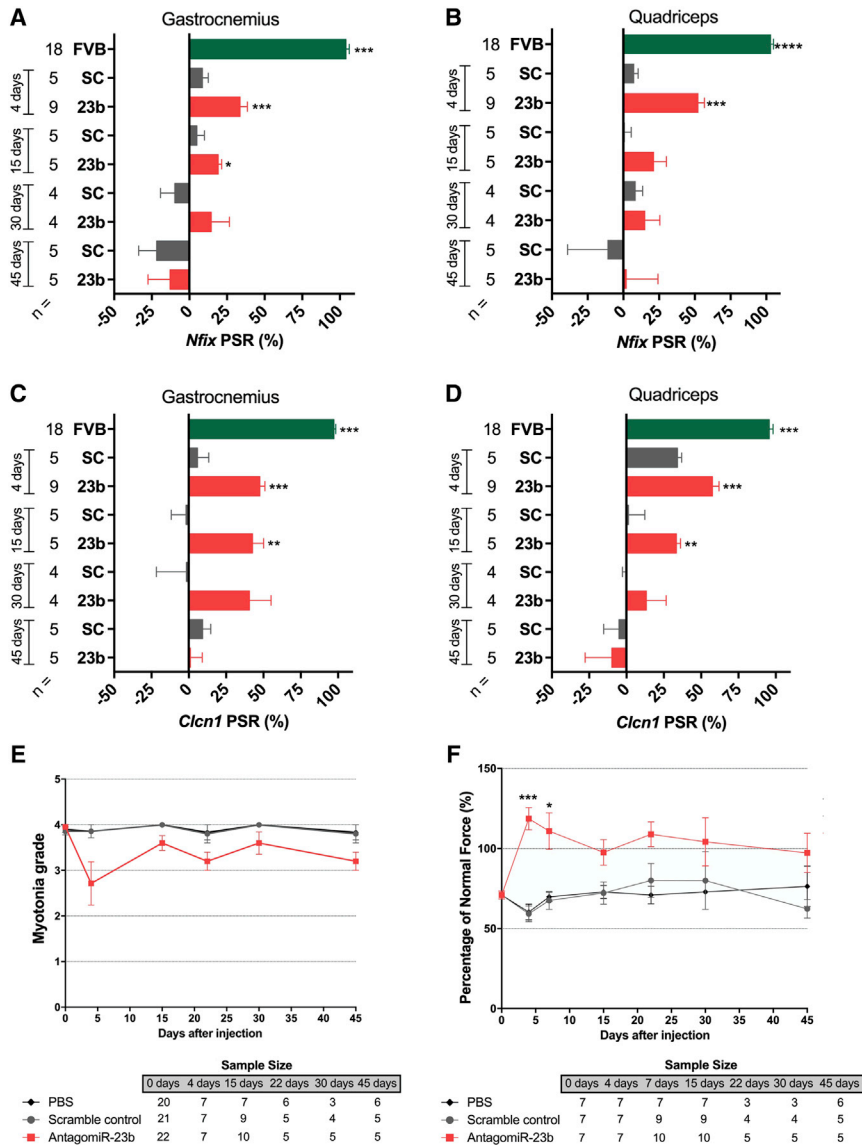 A
Gastrocnemius
18 FVB ***
4 days
5 SC
9 23b ***
15 days
5 SC
5 23b *
30 days
4 SC
4 23b
45 days
5 SC
5 23b
n =
-50 -25 0 25 50 75 100
Nfix PSR (%)
B
Quadriceps
18 FVB ****
4 days
5 SC
9 23b ***
15 days
5 SC
5 23b
30 days
4 SC
4 23b
45 days
5 SC
5 23b
n =
-50 -25 0 25 50 75 100
Nfix PSR (%)
C
Gastrocnemius
18 FVB ***
4 days
5 SC
9 23b ***
15 days
5 SC
5 23b **
30 days
4 SC
4 23b
45 days
5 SC
5 23b
n =
-50 -25 0 25 50 75 100
Clcn1 PSR (%)
D
Quadriceps
18 FVB ***
4 days
5 SC
9 23b ***
15 days
5 SC
5 23b **
30 days
4 SC
4 23b
45 days
5 SC
5 23b
n =
-50 -25 0 25 50 75 100
Clcn1 PSR (%)
E
Myotonia grade
5
4
3
2
1
0
0 5 10 15 20 25 30 35 40 45
Days after injection
Sample Size
0 days 4 days 15 days 22 days 30 days 45 days
PBS 20 7 7 6 3 6
Scramble control 21 7 9 5 4 5
AntagomiR-23b 22 7 10 5 5 5
F
Percentage of Normal Force (%)
150
100
50
0
*** *
0 5 10 15 20 25 30 35 40 45
Days after injection
Sample Size
0 days 4 days 7 days 15 days 22 days 30 days 45 days
PBS 7 7 7 7 3 3 6
Scramble control 7 7 9 9 4 4 5
AntagomiR-23b 7 7 10 10 5 5 5